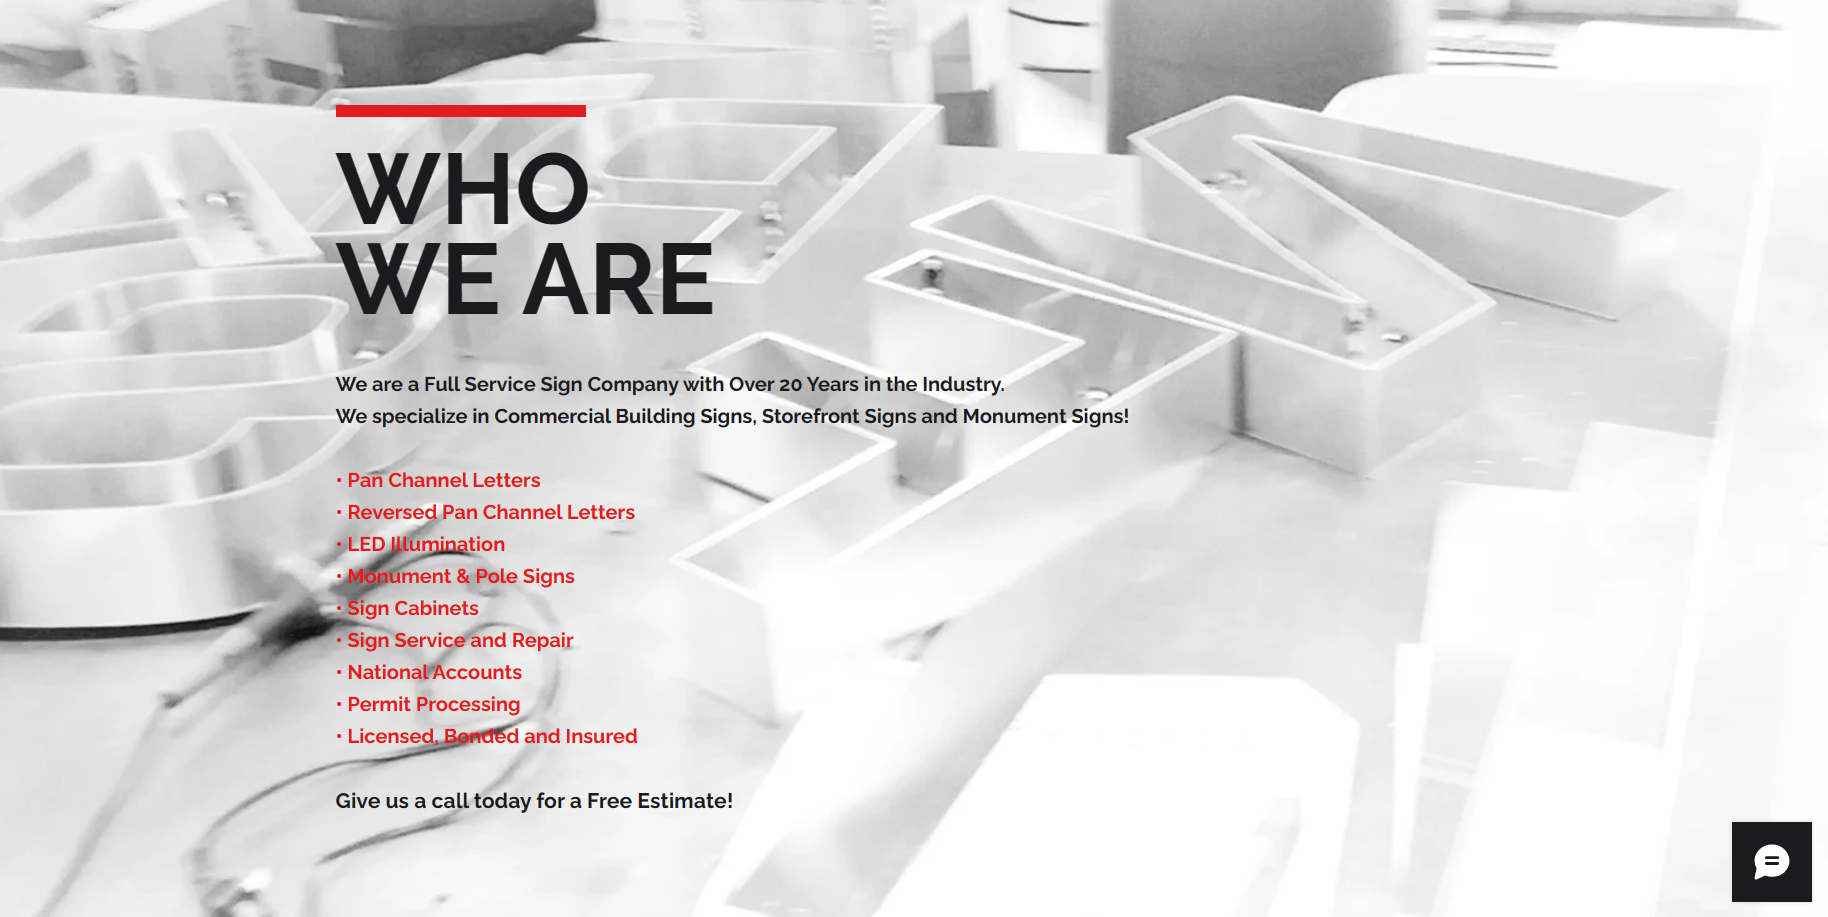 WHO
WE ARE
We are a Full Service Sign Company with Over 20 Years in the Industry.
We specialize in Commercial Building Signs, Storefront Signs and Monument Signs!
• Pan Channel Letters
• Reversed Pan Channel Letters
• LED Illumination
• Monument & Pole Signs
• Sign Cabinets
• Sign Service and Repair
• National Accounts
• Permit Processing
• Licensed, Bonded and Insured
Give us a call today for a Free Estimate!